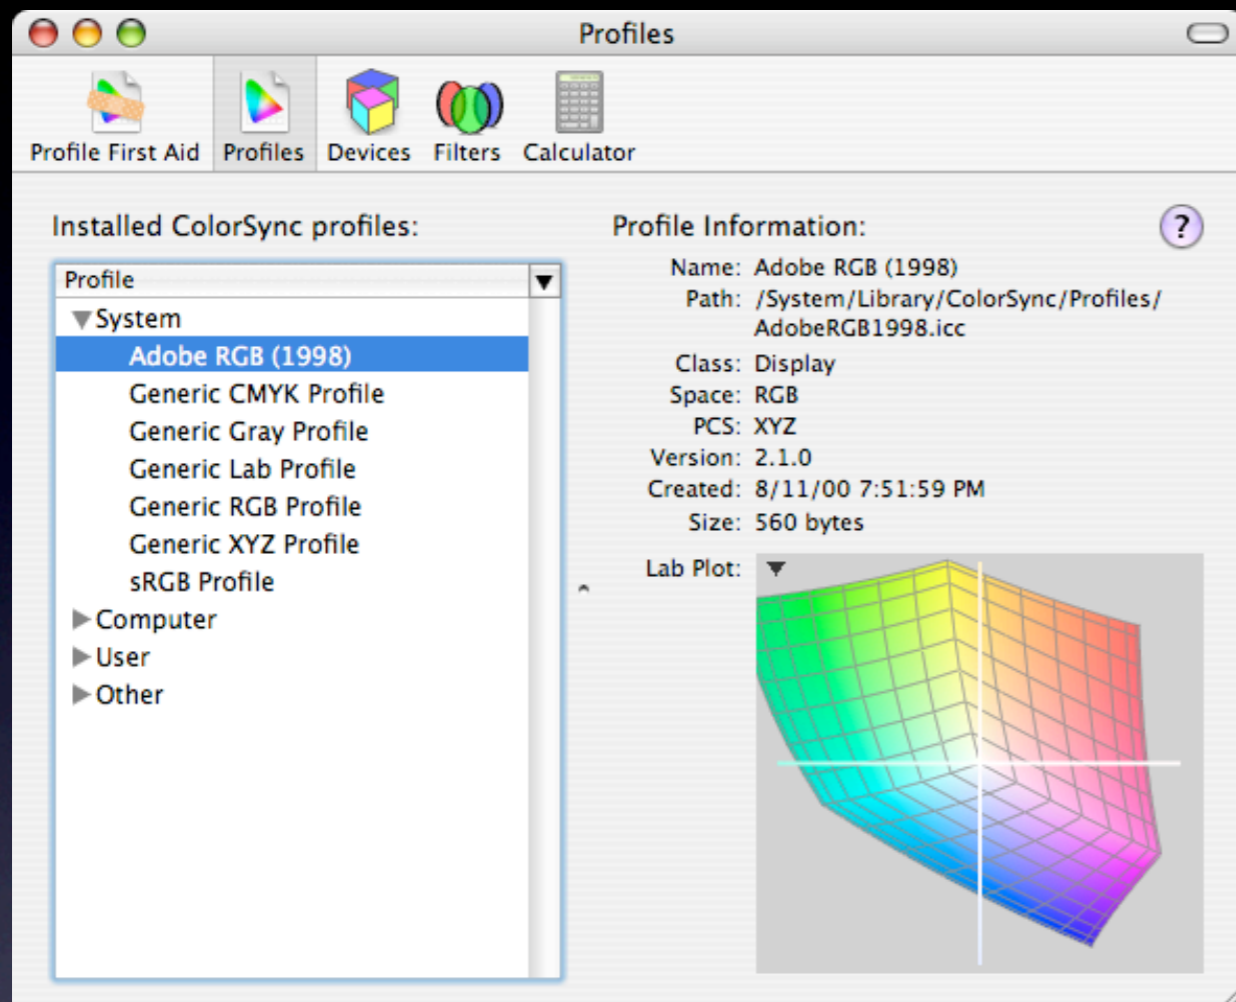 Profiles
Profile First Aid Profiles Devices Filters Calculator
Installed ColorSync profiles:
Profile
System
Adobe RGB (1998)
Generic CMYK Profile
Generic Gray Profile
Generic Lab Profile
Generic RGB Profile
Generic XYZ Profile
sRGB Profile
Computer
User
Other
Profile Information:
?
Name: Adobe RGB (1998)
Path: /System/Library/ColorSync/Profiles/
AdobeRGB1998.icc
Class: Display
Space: RGB
PCS: XYZ
Version: 2.1.0
Created: 8/11/00 7:51:59 PM
Size: 560 bytes
Lab Plot: